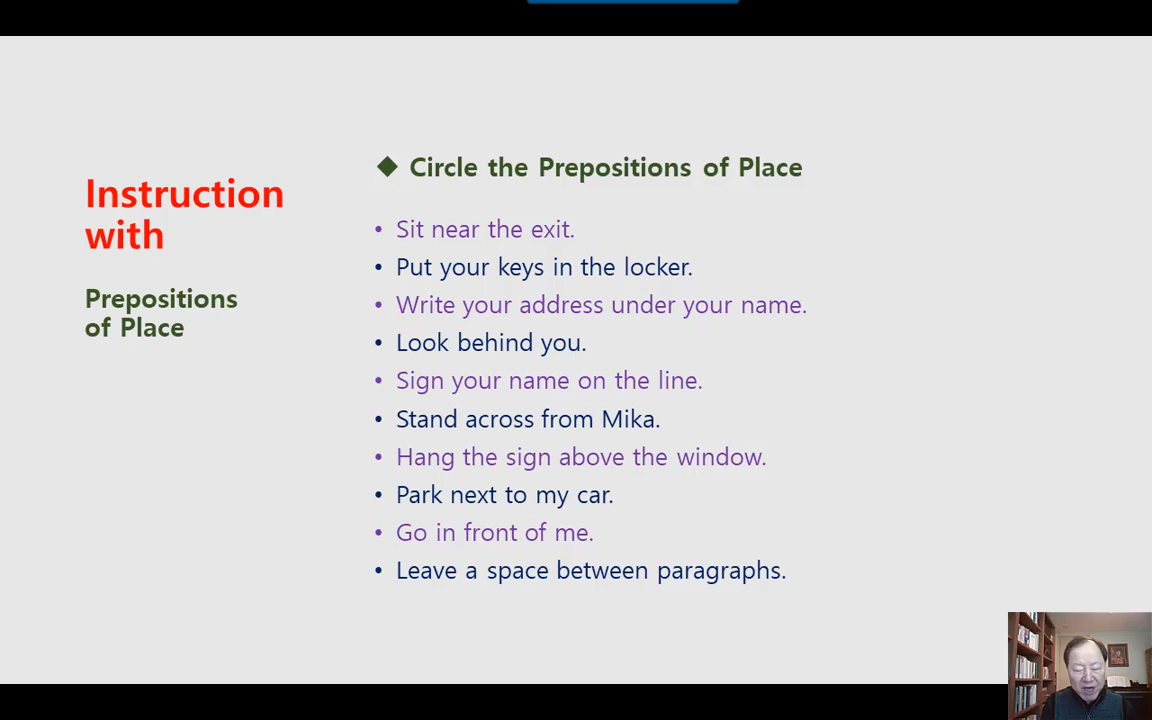 Instruction
with
Prepositions
of Place
◆ Circle the Prepositions of Place
• Sit near the exit.
• Put your keys in the locker.
• Write your address under your name.
• Look behind you.
• Sign your name on the line.
• Stand across from Mika.
• Hang the sign above the window.
• Park next to my car.
• Go in front of me.
• Leave a space between paragraphs.